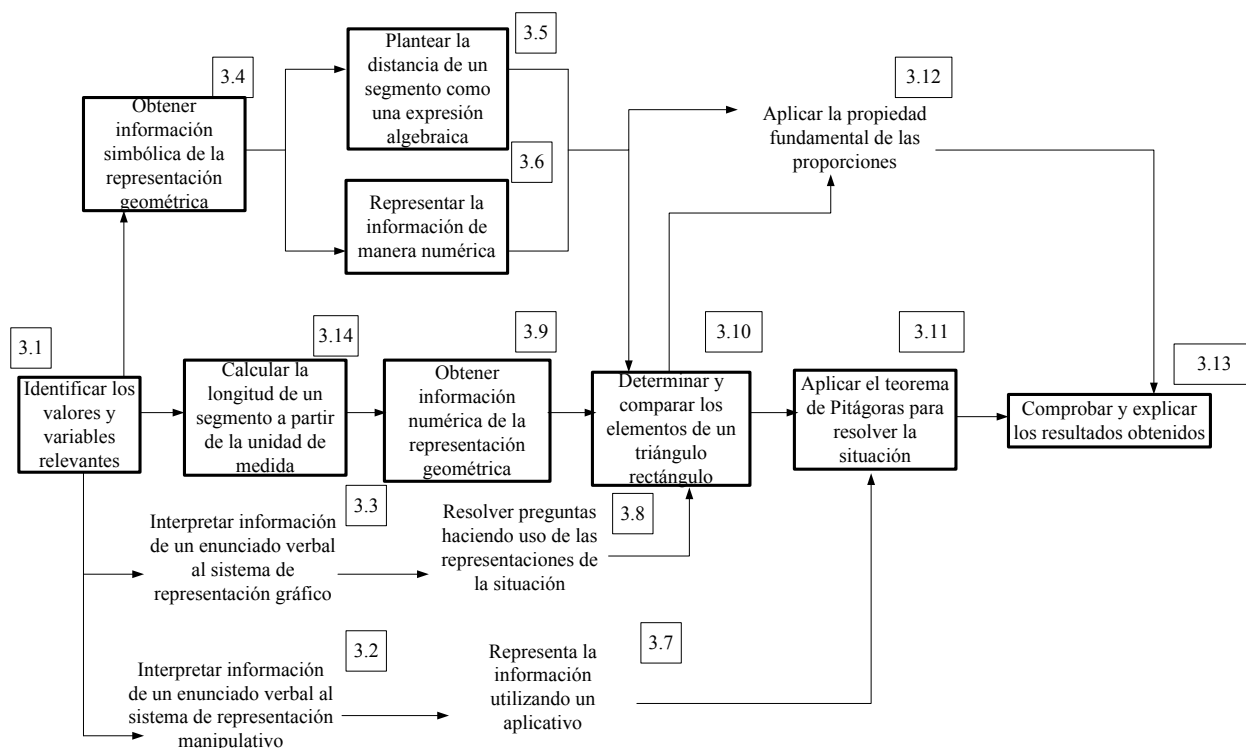 3.5
Plantear la
distancia de un
segmento como
una expresión
algebraica
3.4
Obtener
información
simbólica de la
representación
geométrica
3.12
Aplicar la propiedad
fundamental de las
proporciones
3.6
Representar la
información de
manera numérica
3.1
Identificar los
valores y
variables
relevantes
3.14
Calcular la
longitud de un
segmento a partir
de la unidad de
medida
3.9
Obtener
información
numérica de la
representación
geométrica
3.10
Determinar y
comparar los
elementos de un
triángulo
rectángulo
3.11
Aplicar el teorema
de Pitágoras para
resolver la
situación
3.13
Comprobar y explicar
los resultados obtenidos
3.3
Interpretar información
de un enunciado verbal
al sistema de
representación gráfico
3.8
Resolver preguntas
haciendo uso de las
representaciones de
la situación
3.2
Interpretar información
de un enunciado verbal al
sistema de representación
manipulativo
3.7
Representa la
información
utilizando un
aplicativo